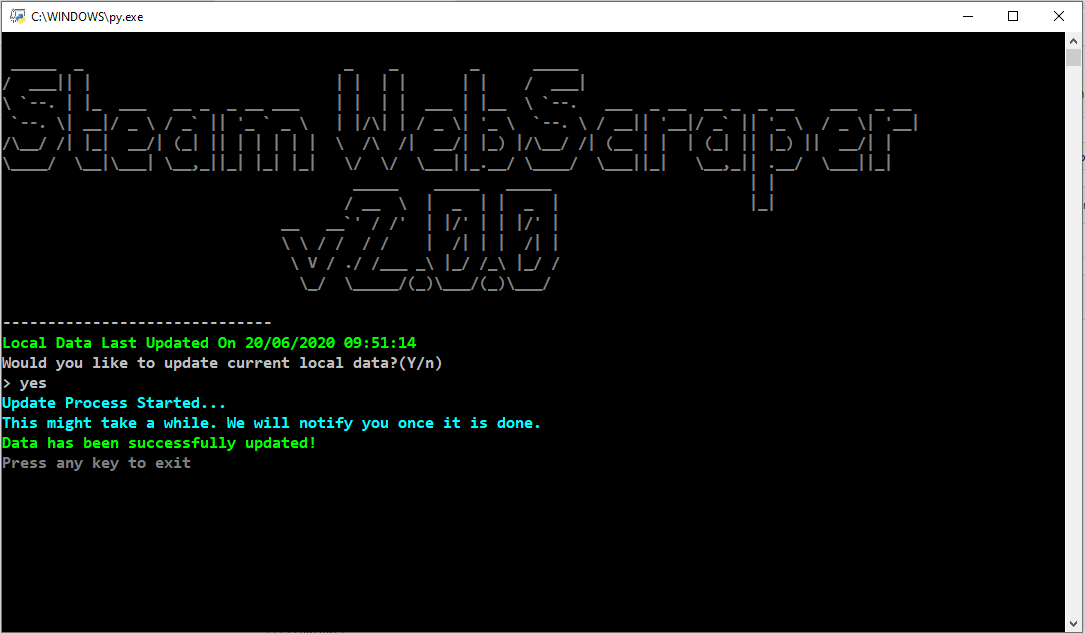 C:\WINDOWS\py.exe
Steam WebScraper
v2.0.0
------------------------------
Local Data Last Updated On 20/06/2020 09:51:14
Would you like to update current local data?(Y/n)
> yes
Update Process Started...
This might take a while. We will notify you once it is done.
Data has been successfully updated!
Press any key to exit